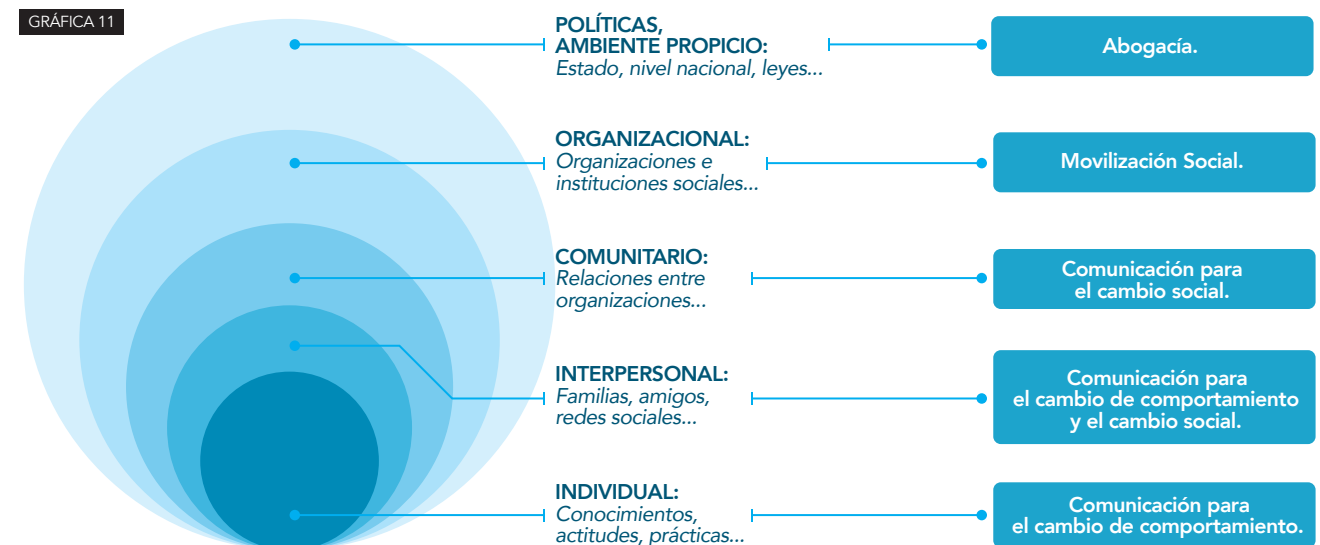 GRÁFICA 11
POLÍTICAS,
AMBIENTE PROPICIO:
Estado, nivel nacional, leyes...
Abogacía.
ORGANIZACIONAL:
Organizaciones e
instituciones sociales...
Movilización Social.
COMUNITARIO:
Relaciones entre
organizaciones...
Comunicación para
el cambio social.
INTERPERSONAL:
Familias, amigos,
redes sociales...
Comunicación para
el cambio de comportamiento
y el cambio social.
INDIVIDUAL:
Conocimientos,
actitudes, prácticas...
Comunicación para
el cambio de comportamiento.